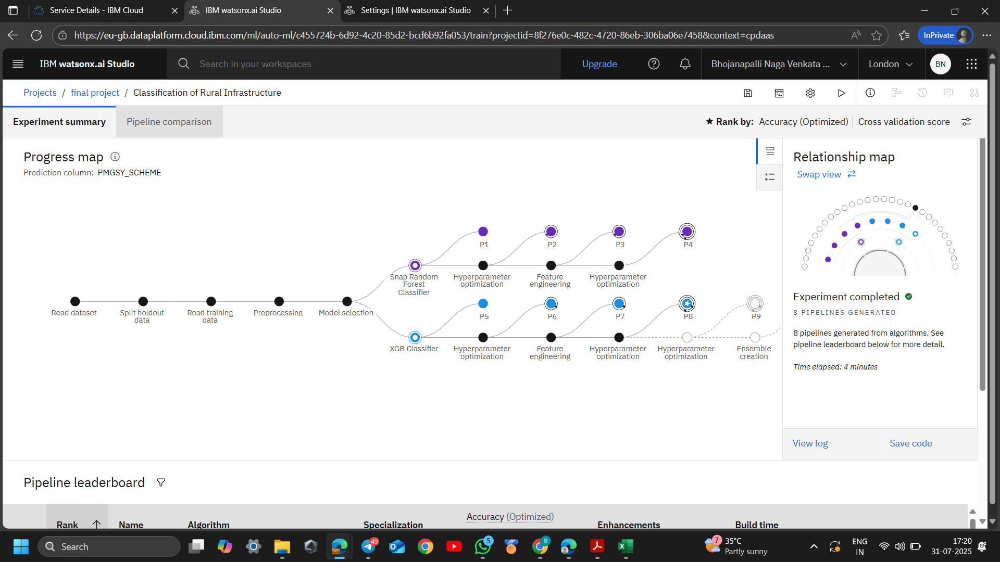 Service Details - IBM Cloud
IBM watsonx.ai Studio
Settings | IBM watsonx.ai Studio
https://eu-gb.dataplatform.cloud.ibm.com/ml/auto-ml/c455724b-6d92-4c20-85d2-bcd6b92fa053/train?projectid=8f276e0c-482c-4720-86eb-306ba06e7458&context=cpdaas
InPrivate
IBM watsonx.ai Studio
Search in your workspaces
Upgrade
Bhojanapalli Naga Venkata ...
London
BN
Projects / final project / Classification of Rural Infrastructure
Experiment summary
Pipeline comparison
Rank by: Accuracy (Optimized) | Cross validation score
Progress map
Prediction column: PMGSY_SCHEME
P1
P2
P3
P4
Snap Random
Forest
Classifier
Hyperparameter
optimization
Feature
engineering
Hyperparameter
optimization
Read dataset
Split holdout
data
Read training
data
Preprocessing
Model selection
P5
P6
P7
P8
P9
XGB Classifier
Hyperparameter
optimization
Feature
engineering
Hyperparameter
optimization
Hyperparameter
optimization
Ensemble
creation
Relationship map
Swap view
Experiment completed
8 PIPELINES GENERATED
8 pipelines generated from algorithms. See
pipeline leaderboard below for more detail.
Time elapsed: 4 minutes
View log
Save code
Pipeline leaderboard
Rank
Name
Algorithm
Specialization
Accuracy (Optimized)
Enhancements
Build time
Search
49
5
B
7
35°C
Partly sunny
ENG
IN
17:20
31-07-2025